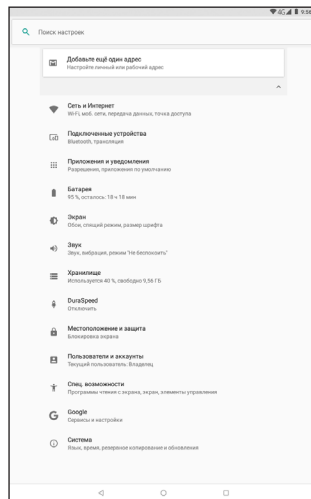 4G 9:58
Поиск настроек
Добавьте ещё один адрес
Настройте личный или рабочий адрес
Сеть и Интернет
Wi-Fi, моб. сети, передача данных, точка доступа
Подключенные устройства
Bluetooth, трансляция
Приложения и уведомления
Разрешения, приложения по умолчанию
Батарея
95 %, осталось: 18 ч 18 мин
Экран
Обои, спящий режим, размер шрифта
Звук
Звук, вибрация, режим "Не беспокоить"
Хранилище
Используется 40 %, свободно 9,56 ГБ
DuraSpeed
Отключить
Местоположение и защита
Блокировка экрана
Пользователи и аккаунты
Текущий пользователь: Владелец
Спец. возможности
Программы чтения с экрана, экран, элементы управления
Google
Сервисы и настройки
Система
Язык, время, резервное копирование и обновления